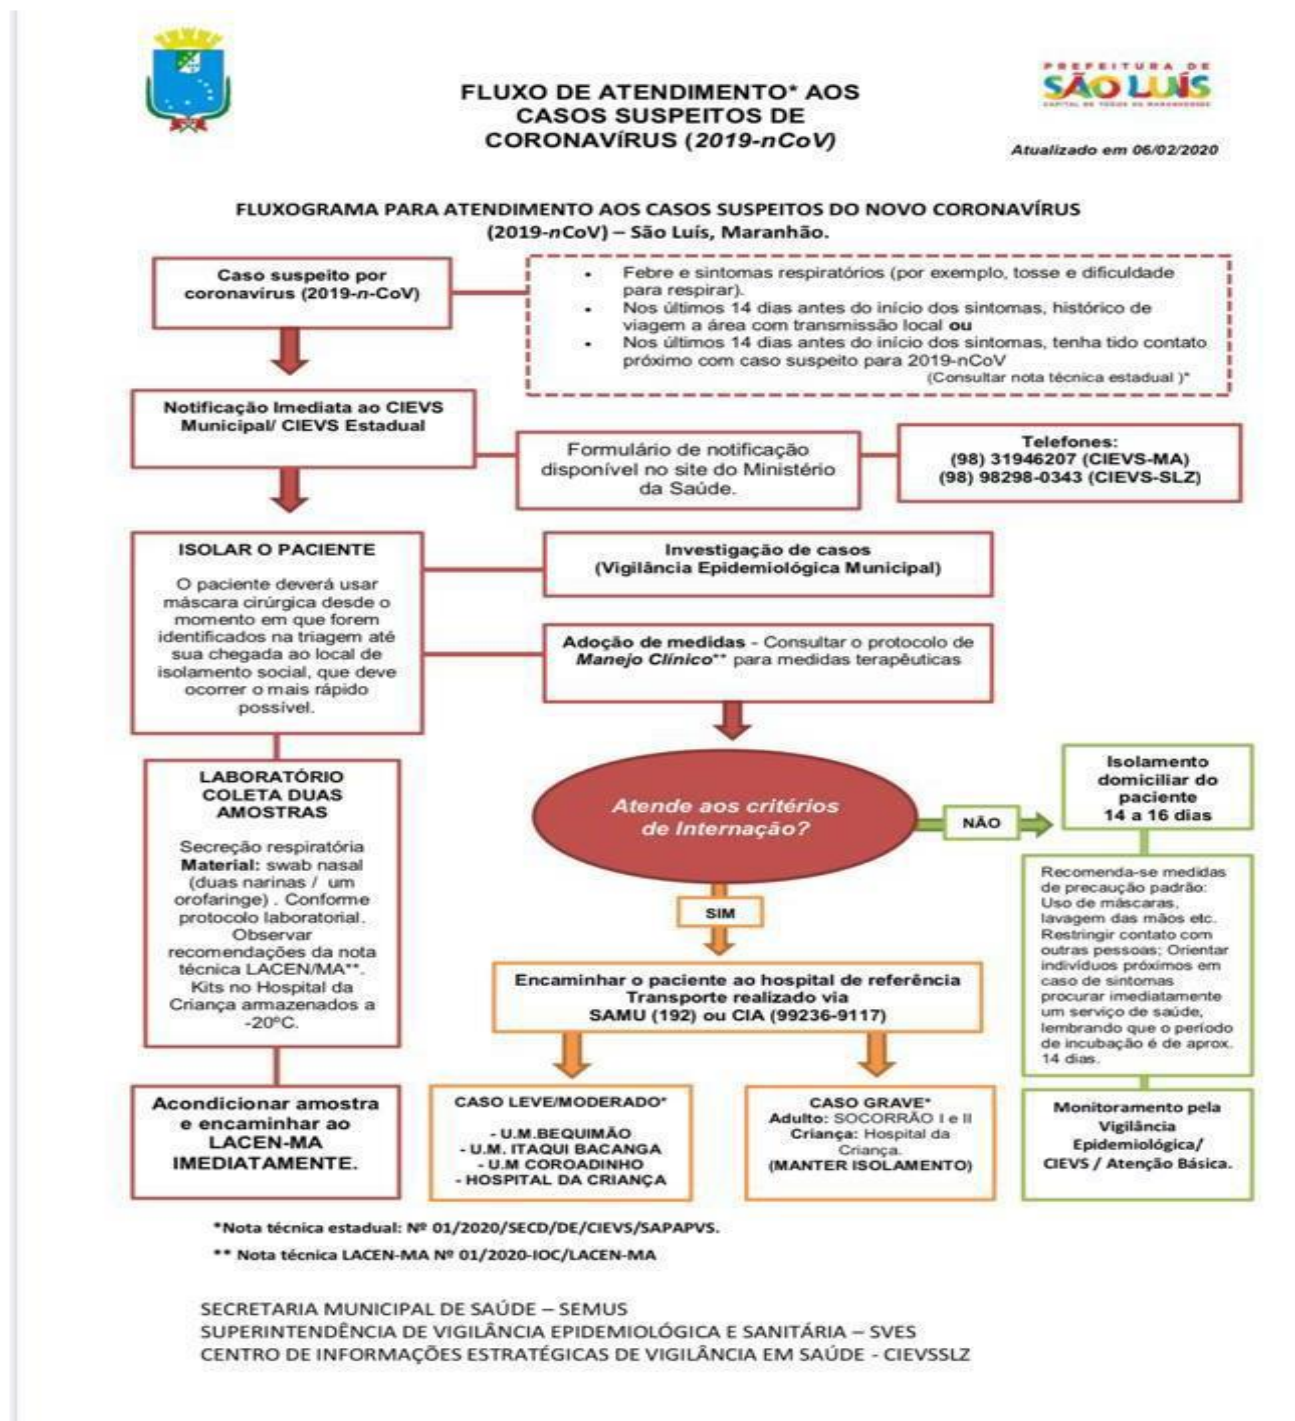 FLUXO DE ATENDIMENTO* AOS
CASOS SUSPEITOS DE
CORONAVÍRUS (2019-nCoV)
PREFEITURA DE
SÃO LUÍS
CAPITAL DE TODOS OS MARANHENSES
Atualizado em 06/02/2020
FLUXOGRAMA PARA ATENDIMENTO AOS CASOS SUSPEITOS DO NOVO CORONAVÍRUS
(2019-nCoV) – São Luís, Maranhão.
Caso suspeito por
coronavirus (2019-n-CoV)
• Febre e sintomas respiratórios (por exemplo, tosse e dificuldade
para respirar).
• Nos últimos 14 dias antes do início dos sintomas, histórico de
viagem a área com transmissão local ou
• Nos últimos 14 dias antes do início dos sintomas, tenha tido contato
próximo com caso suspeito para 2019-nCoV
(Consultar nota técnica estadual )*
Notificação Imediata ao CIEVS
Municipal/ CIEVS Estadual
Formulário de notificação
disponível no site do Ministério
da Saúde.
Telefones:
(98) 31946207 (CIEVS-MA)
(98) 98298-0343 (CIEVS-SLZ)
ISOLAR O PACIENTE
O paciente deverá usar
máscara cirúrgica desde o
momento em que forem
identificados na triagem até
sua chegada ao local de
isolamento social, que deve
ocorrer o mais rápido
possível.
Investigação de casos
(Vigilância Epidemiológica Municipal)
Adoção de medidas - Consultar o protocolo de
Manejo Clínico** para medidas terapêuticas
LABORATÓRIO
COLETA DUAS
AMOSTRAS
Secreção respiratória
Material: swab nasal
(duas narinas / um
orofaringe) . Conforme
protocolo laboratorial.
Observar
recomendações da nota
técnica LACEN/MA**.
Kits no Hospital da
Criança armazenados a
-20ºC.
Acondicionar amostra
e encaminhar ao
LACEN-MA
IMEDIATAMENTE.
Atende aos critérios
de Internação?
NÃO
Isolamento
domiciliar do
paciente
14 a 16 dias
Recomenda-se medidas
de precaução padrão:
Uso de máscaras,
lavagem das mãos etc.
Restringir contato com
outras pessoas; Orientar
indivíduos próximos em
caso de sintomas
procurar imediatamente
um serviço de saúde,
lembrando que o período
de incubação é de aprox.
14 dias.
Monitoramento pela
Vigilância
Epidemiológica/
CIEVS / Atenção Básica.
SIM
Encaminhar o paciente ao hospital de referência
Transporte realizado via
SAMU (192) ou CIA (99236-9117)
CASO LEVE/MODERADO*
- U.M.BEQUIMÃO
- U.M. ITAQUI BACANGA
- U.M COROADINHO
- HOSPITAL DA CRIANÇA
CASO GRAVE*
Adulto: SOCORRÃO I e II
Criança: Hospital da
Criança.
(MANTER ISOLAMENTO)
*Nota técnica estadual: Nº 01/2020/SECD/DE/CIEVS/SAPAPVS.
** Nota técnica LACEN-MA Nº 01/2020-IOC/LACEN-MA
SECRETARIA MUNICIPAL DE SAÚDE – SEMUS
SUPERINTENDÊNCIA DE VIGILÂNCIA EPIDEMIOLÓGICA E SANITÁRIA – SVES
CENTRO DE INFORMAÇÕES ESTRATÉGICAS DE VIGILÂNCIA EM SAÚDE - CIEVSSLZ